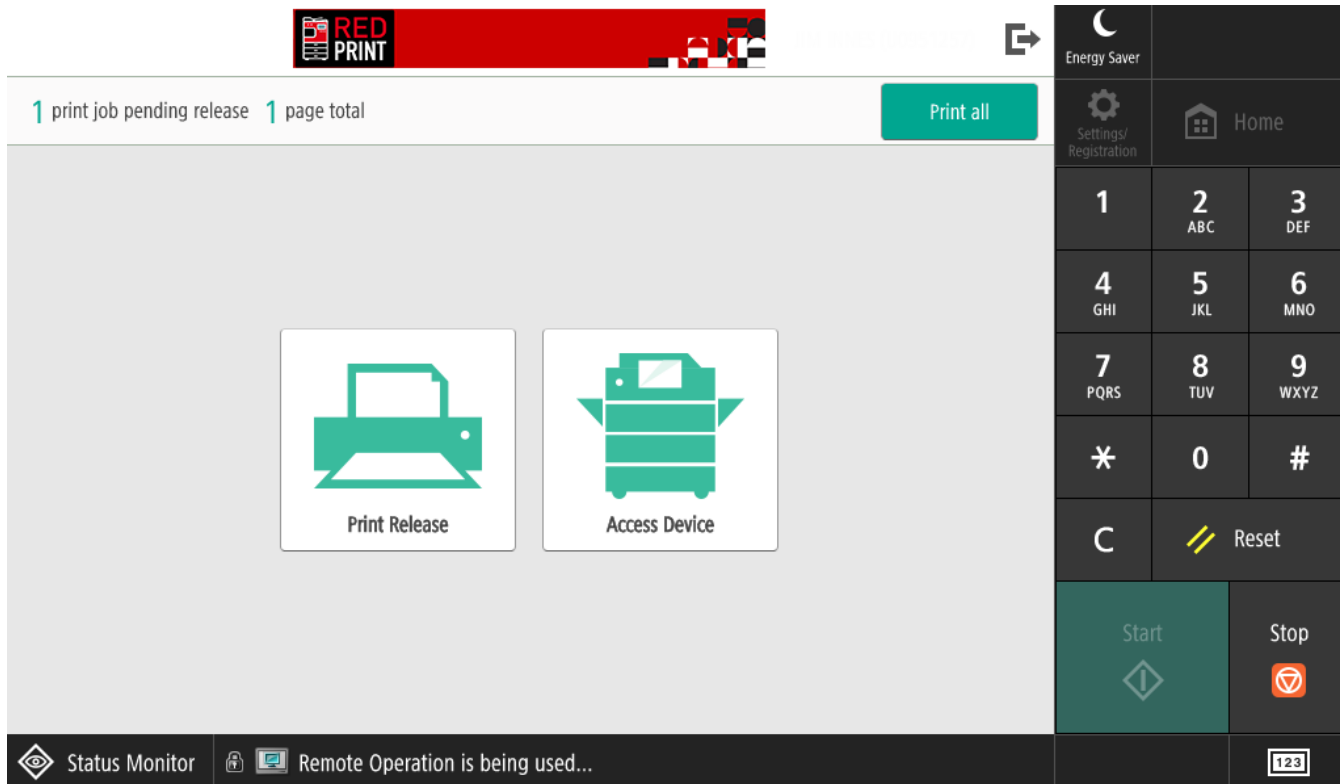 RED
PRINT
Energy Saver
1 print job pending release 1 page total
Print all
Settings/
Registration
Home
1
2
ABC
3
DEF
4
GHI
5
JKL
6
MNO
7
PQRS
8
TUV
9
WXYZ
*
0
#
C
Reset
Print Release
Access Device
Start
Stop
Status Monitor
Remote Operation is being used...
123